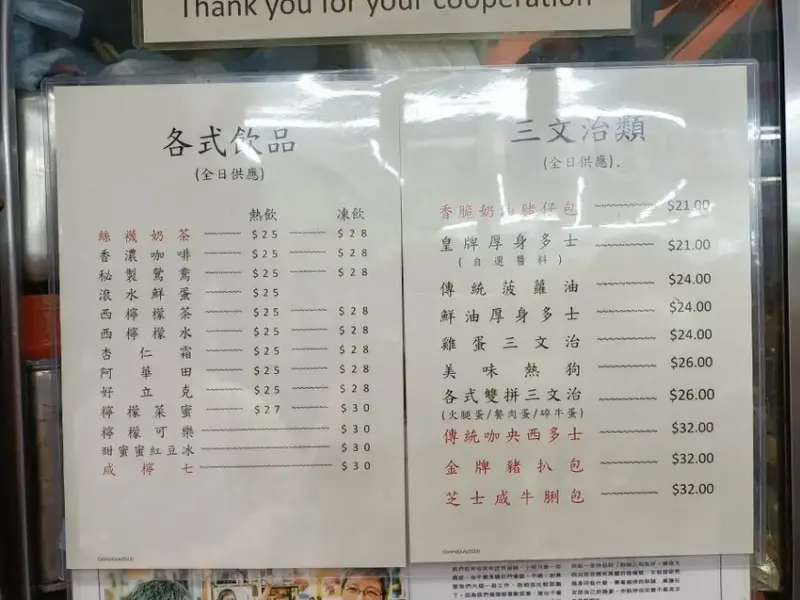 Thank you for your cooperation
各式飲品
(全日供應)
熱飲 凍飲
絲襪奶茶 $25 $28
香濃咖啡 $25 $28
秘製鴛鴦 $25 $28
滾水鮮蛋 $25
西檸檬茶 $25 $28
西檸檬水 $25 $28
杏仁霜 $25 $28
阿華田 $25 $28
好立克 $25 $28
檸檬菜蜜 $27 $30
檸檬可樂 $30
甜蜜蜜紅豆冰 $30
咸檸七 $30
三文治類
(全日供應).
香脆奶油豬仔包 $21.00
皇牌厚身多士 $21.00
(自選醬料)
傳統菠蘿油 $24.00
鮮油厚身多士 $24.00
雞蛋三文治 $24.00
美味熱狗 $26.00
各式雙拼三文治 $26.00
(火腿蛋/餐肉蛋/碎牛蛋)
傳統咖央西多士 $32.00
金牌豬扒包 $32.00
芝士咸牛脷包 $32.00